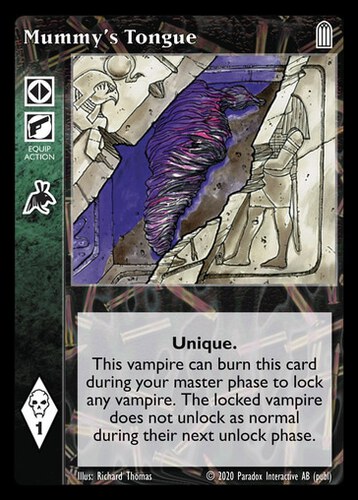 Mummy's Tongue
EQUIP
ACTION
Unique.
This vampire can burn this card
during your master phase to lock
any vampire. The locked vampire
does not unlock as normal
during their next unlock phase.
1
Illus: Richard Thomas © 2020 Paradox Interactive AB (publ)